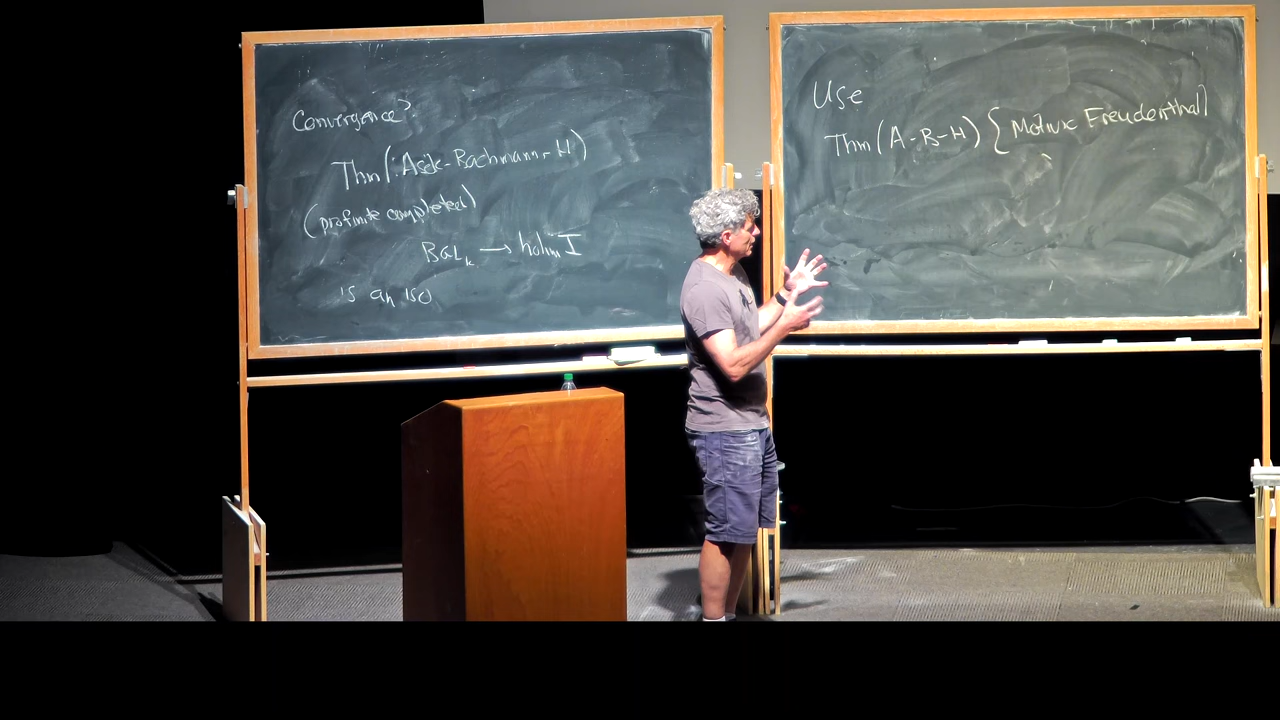 Convergence?
Thm (Asok-Bachmann-H)
(profinite completed)
BGL_k → holim I
is an iso
Use
Thm (A-B-H) { Motivic Freudenthal }